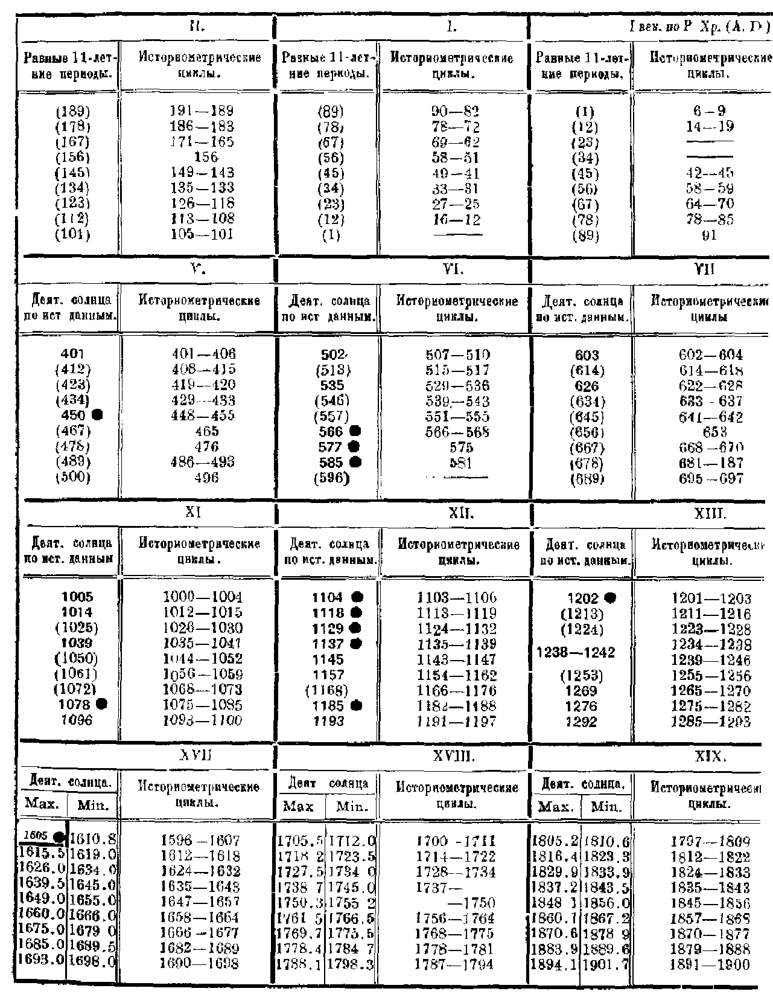 II. I. I век. по Р Хр. (A. D)
Равные 11-лет- Историометрические Равные 11-лет- Историометрические Равные 11-лет- Историометрические
ние периоды. циклы. ние периоды. циклы. ние периоды. циклы.
(189) 191—189 (89) 90—82 (1) 6—9
(178) 186—183 (78) 78—72 (12) 14—19
(167) 171—165 (67) 69—62 (23) ——
(156) 156 (56) 58—51 (34) ——
(145) 149—143 (45) 49—41 (45) 42—45
(134) 135—133 (34) 33—31 (56) 58—59
(123) 126—118 (23) 27—25 (67) 64—70
(112) 113—108 (12) 16—12 (78) 78—85
(101) 105—101 (1) —— (89) 91
V. VI. VII
Деят. солнца Историометрические Деят. солнца Историометрические Деят. солнца Историометрические
по ист данным. циклы. по ист данным. циклы. по ист. данным. циклы
401 401—406 502 507—510 603 602—604
(412) 408—415 (513) 515—517 (614) 614—618
(423) 419—420 535 529—536 626 622—628
(434) 429—433 (546) 539—543 (634) 633-637
450 ● 448—455 (557) 551—555 (645) 641—642
(467) 465 566 ● 566—568 (656) 653
(478) 476 577 ● 575 (667) 668—670
(489) 486—493 585 ● 581 (678) 681—187
(500) 496 (596) —— (689) 695—697
XI XII. XIII.
Деят. солнца Историометрические Деят. солнца Историометрические Деят. солнца Историометрически
по ист. данным циклы. по ист. данным. циклы. по ист. данным. циклы.
1005 1000—1004 1104 ● 1103—1106 1202 ● 1201—1203
1014 1012—1015 1118 ● 1113—1119 (1213) 1211—1216
(1025) 1026—1030 1129 ● 1124—1132 (1224) 1223—1228
1039 1035—1041 1137 ● 1135—1139 1238—1242 1234—1238
(1050) 1044—1052 1145 1143—1147 1239—1246
(1061) 1056—1059 1157 1154—1162 (1253) 1255—1256
(1072) 1068—1073 (1168) 1166—1176 1269 1265—1270
1078 ● 1075—1085 1185 ● 1182—1188 1276 1275—1282
1096 1093—1100 1193 1191—1197 1292 1285—1293
XVII XVIII. XIX.
Деят. солнца. Историометрические Деят солнца Историометрические Деят. солнца. Историометрически
Max. Min. циклы. Max Min. циклы. Max. Min. циклы.
1605 ● 1610.8 1596—1607 1705.5 1712.0 1700-1711 1805.2 1810.6 1797—1809
1615.5 1619.0 1612—1618 1718 2 1723.5 1714—1722 1816.4 1823.3 1812—1822
1626.0 1634.0 1624—1632 1727.5 1734 0 1728—1734 1829.9 1833.9 1824—1833
1639.5 1645.0 1635—1643 1738 7 1745.0 1737— 1837.2 1843.5 1835—1843
1649.0 1655.0 1647—1657 1750.3 1755 2 —1750 1848 1 1856.0 1845—1856
1660.0 1666.0 1658—1664 1761 5 1766.5 1756—1764 1860.1 1867.2 1857—1868
1675.0 1679 0 1666—1677 1769.7 1775.5 1768—1775 1870.6 1878 9 1870—1877
1685.0 1689.5 1682—1689 1778.4 1784 7 1778—1781 1883.9 1889.6 1879—1888
1693.0 1698.0 1690—1698 1788.1 1798.3 1787—1794 1894.1 1901.7 1891—1900